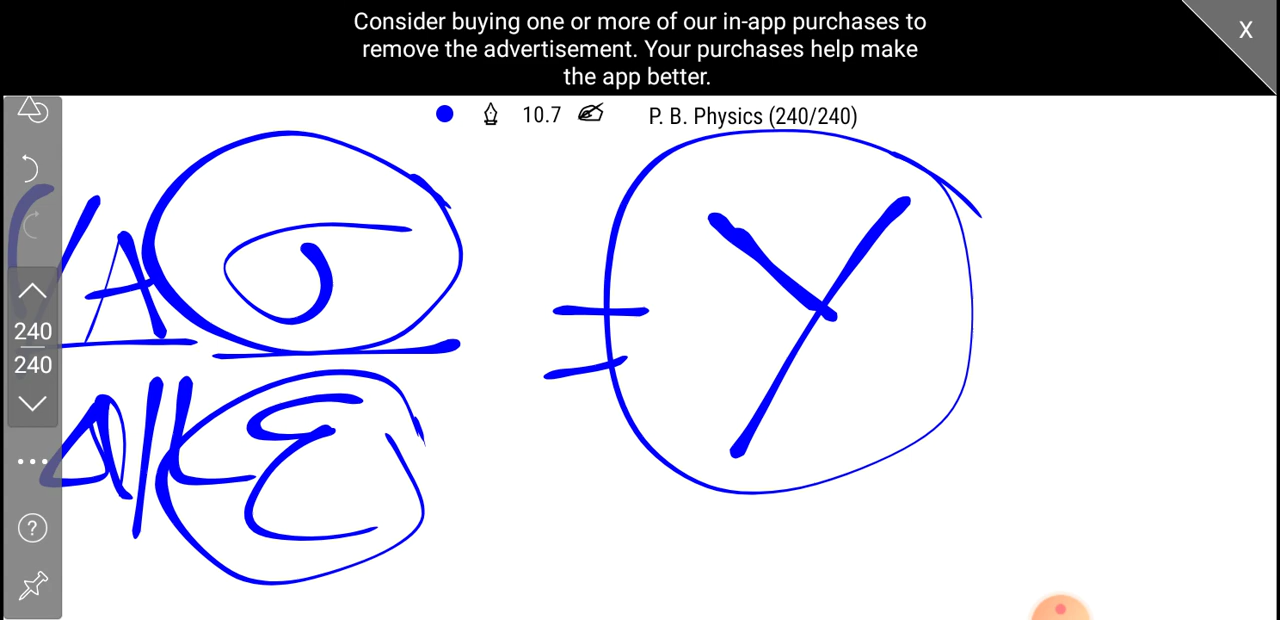 Consider buying one or more of our in-app purchases to
remove the advertisement. Your purchases help make
the app better.
X
10.7 P. B. Physics (240/240)
/A σ = Y
Δl/L ε
240
240
...
?